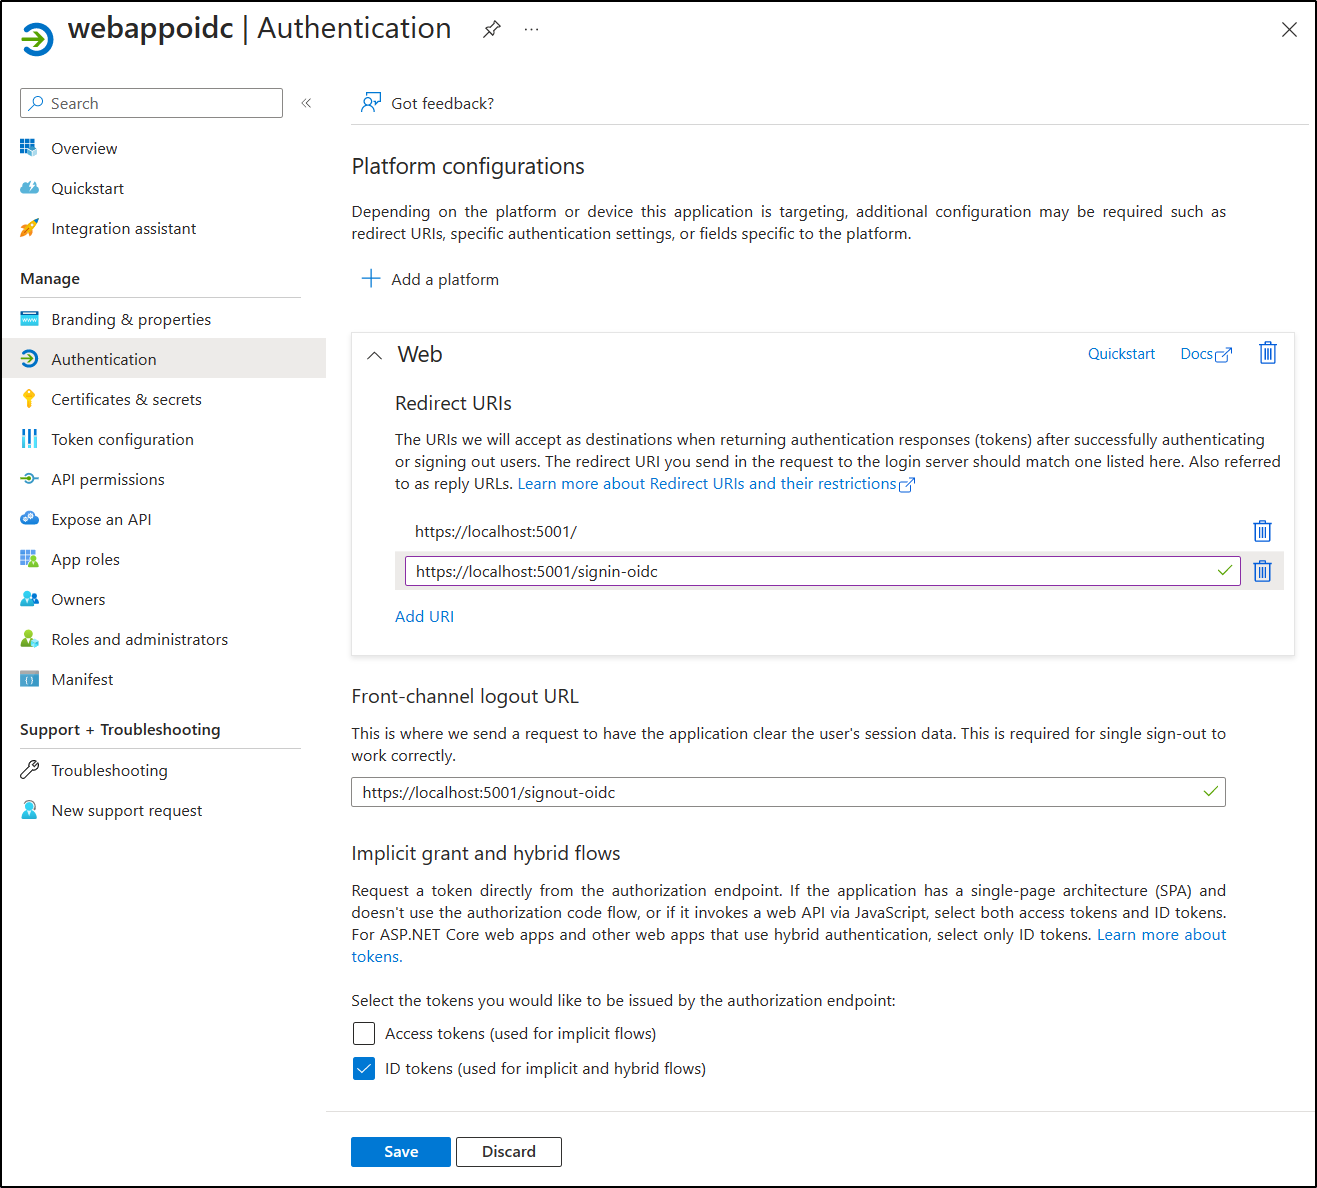 webappoidc | Authentication
Search
Overview
Quickstart
Integration assistant
Manage
Branding & properties
Authentication
Certificates & secrets
Token configuration
API permissions
Expose an API
App roles
Owners
Roles and administrators
Manifest
Support + Troubleshooting
Troubleshooting
New support request
Got feedback?
Platform configurations
Depending on the platform or device this application is targeting, additional configuration may be required such as
redirect URIs, specific authentication settings, or fields specific to the platform.
Add a platform
Web
Quickstart
Docs
Redirect URIs
The URIs we will accept as destinations when returning authentication responses (tokens) after successfully authenticating
or signing out users. The redirect URI you send in the request to the login server should match one listed here. Also referred
to as reply URLs. Learn more about Redirect URIs and their restrictions
https://localhost:5001/
https://localhost:5001/signin-oidc
Add URI
Front-channel logout URL
This is where we send a request to have the application clear the user's session data. This is required for single sign-out to
work correctly.
https://localhost:5001/signout-oidc
Implicit grant and hybrid flows
Request a token directly from the authorization endpoint. If the application has a single-page architecture (SPA) and
doesn't use the authorization code flow, or if it invokes a web API via JavaScript, select both access tokens and ID tokens.
For ASP.NET Core web apps and other web apps that use hybrid authentication, select only ID tokens. Learn more about
tokens.
Select the tokens you would like to be issued by the authorization endpoint:
Access tokens (used for implicit flows)
ID tokens (used for implicit and hybrid flows)
Save
Discard